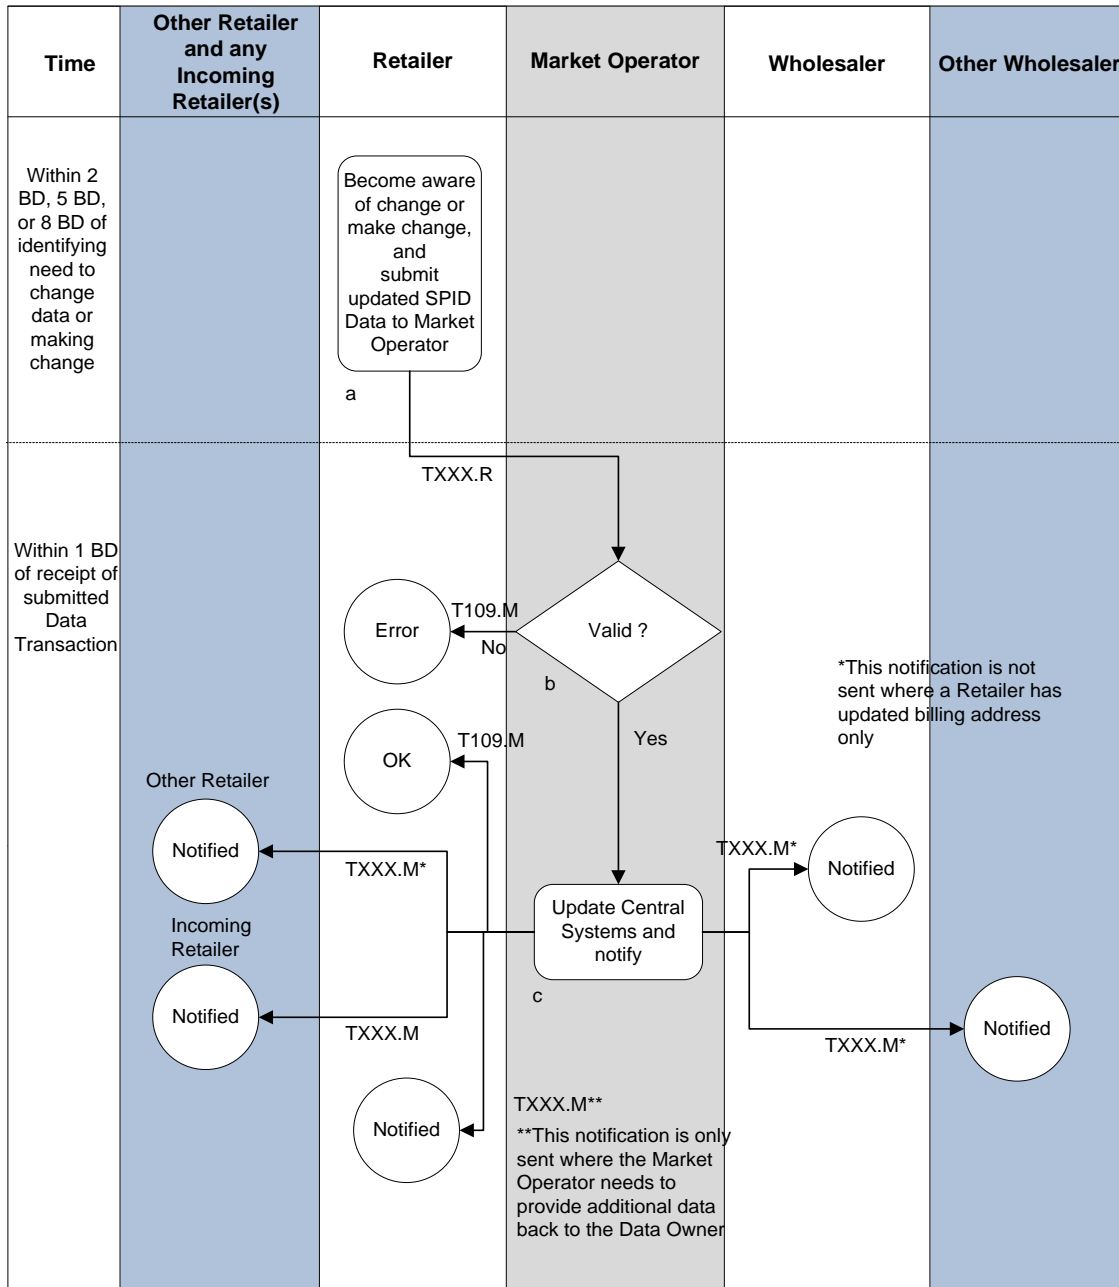 Time
Other Retailer
and any
Incoming
Retailer(s)
Retailer
Market Operator
Wholesaler
Other Wholesaler
Within 2
BD, 5 BD,
or 8 BD of
identifying
need to
change
data or
making
change
Become aware
of change or
make change,
and
submit
updated SPID
Data to Market
Operator
a
TXXX.R
Within 1 BD
of receipt of
submitted
Data
Transaction
Error
T109.M
No
Valid ?
b
*This notification is not
sent where a Retailer has
updated billing address
only
OK
T109.M
Yes
Other Retailer
Notified
TXXX.M*
TXXX.M*
Notified
Update Central
Systems and
notify
c
Incoming
Retailer
Notified
TXXX.M
TXXX.M*
Notified
Notified
TXXX.M**
**This notification is only
sent where the Market
Operator needs to
provide additional data
back to the Data Owner